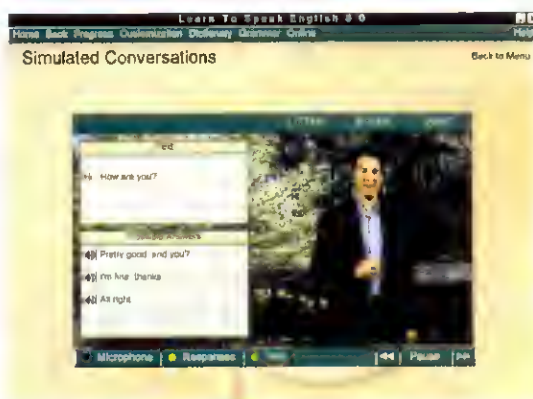 Learn To Speak English 8 0
Home Back Progress Customization Dictionary Grammar Online Help
Simulated Conversations
Back to Menu
Hi How are you?
Pretty good and you?
I'm fine thanks
All right
Microphone Responses
Pause